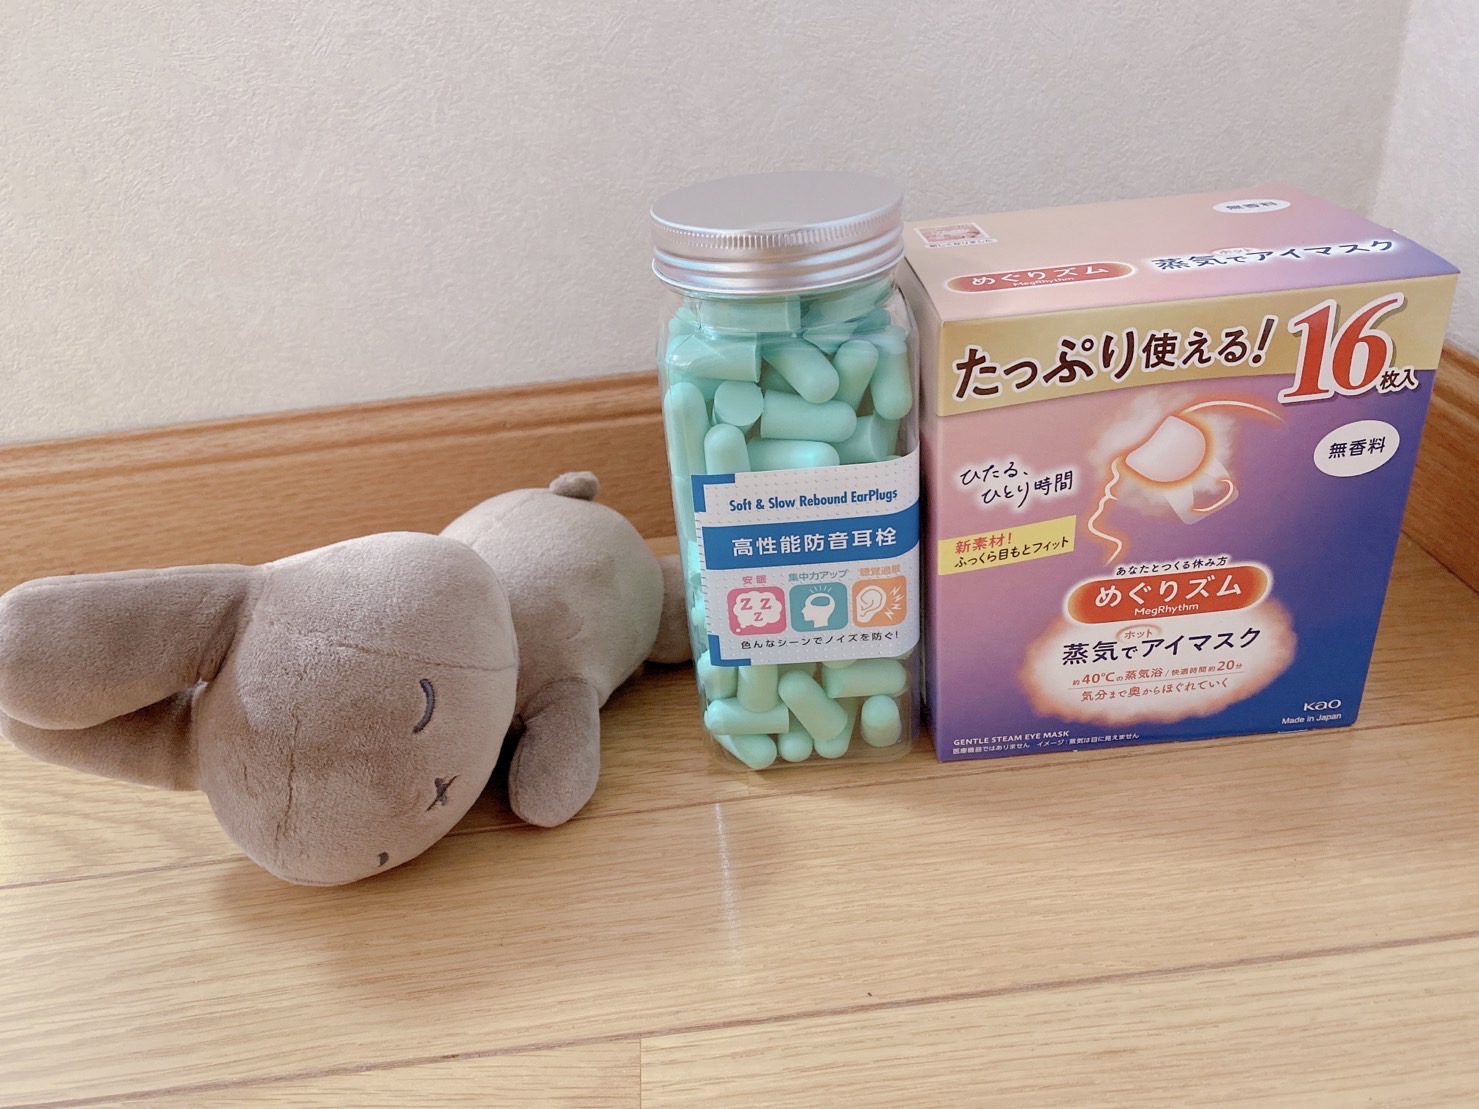 Soft & Slow Rebound EarPlugs
高性能防音耳栓
安眠
集中力アップ
聴覚過敏
Z Z Z
色んなシーンでノイズを防ぐ!
無香料
めぐりズム
MegRhythm
ホット
蒸気でアイマスク
たっぷり使える!
16枚入
無香料
ひたる、
ひとり時間
新素材!
ふっくら目もとフィット
あなたとつくる休み方
めぐりズム
MegRhythm
ホット
蒸気でアイマスク
約40℃の蒸気浴/快適時間約20分
気分まで奥からほぐれていく
Kao
Made in Japan
GENTLE STEAM EYE MASK
医療機器ではありません イメージ:蒸気は目に見えません